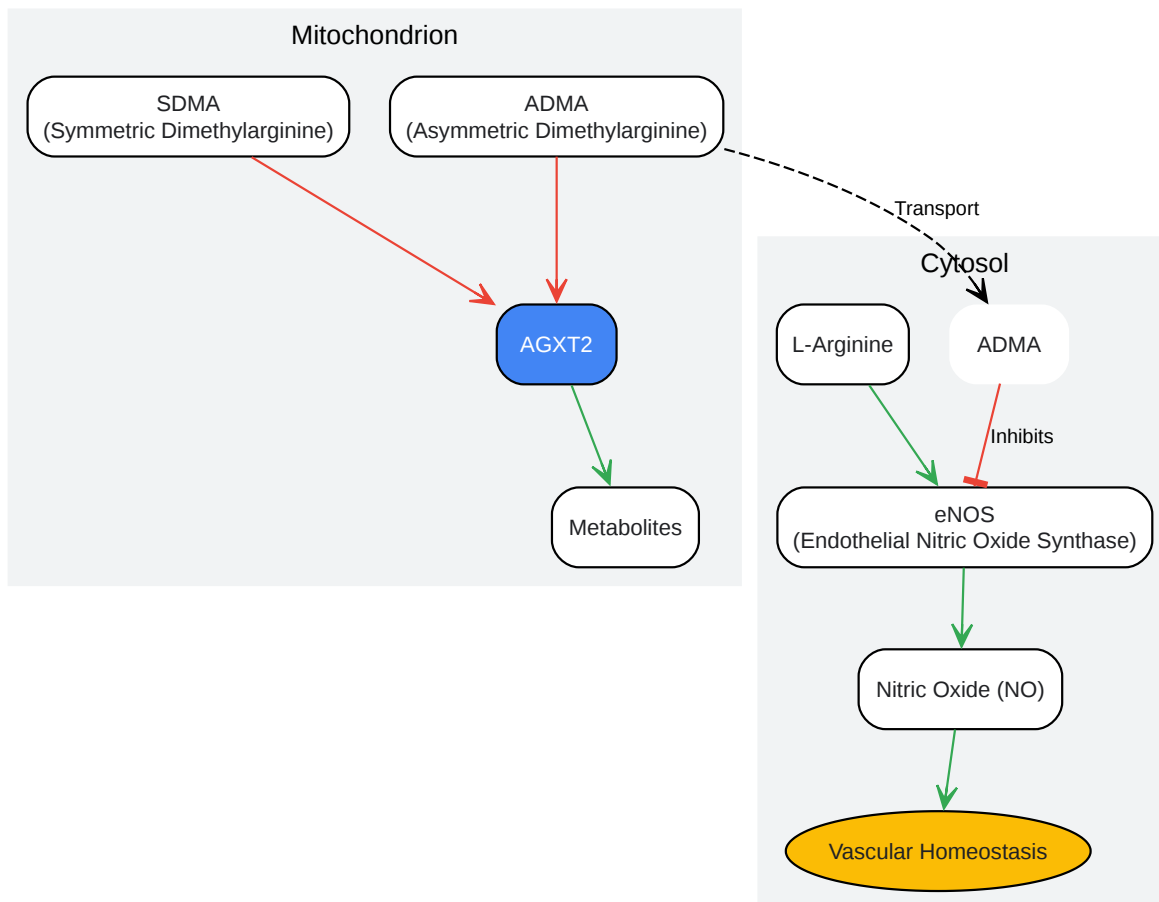 Mitochondrion
SDMA
(Symmetric Dimethylarginine)
ADMA
(Asymmetric Dimethylarginine)
Transport
Cytosol
AGXT2
L-Arginine
ADMA
Inhibits
Metabolites
eNOS
(Endothelial Nitric Oxide Synthase)
Nitric Oxide (NO)
Vascular Homeostasis